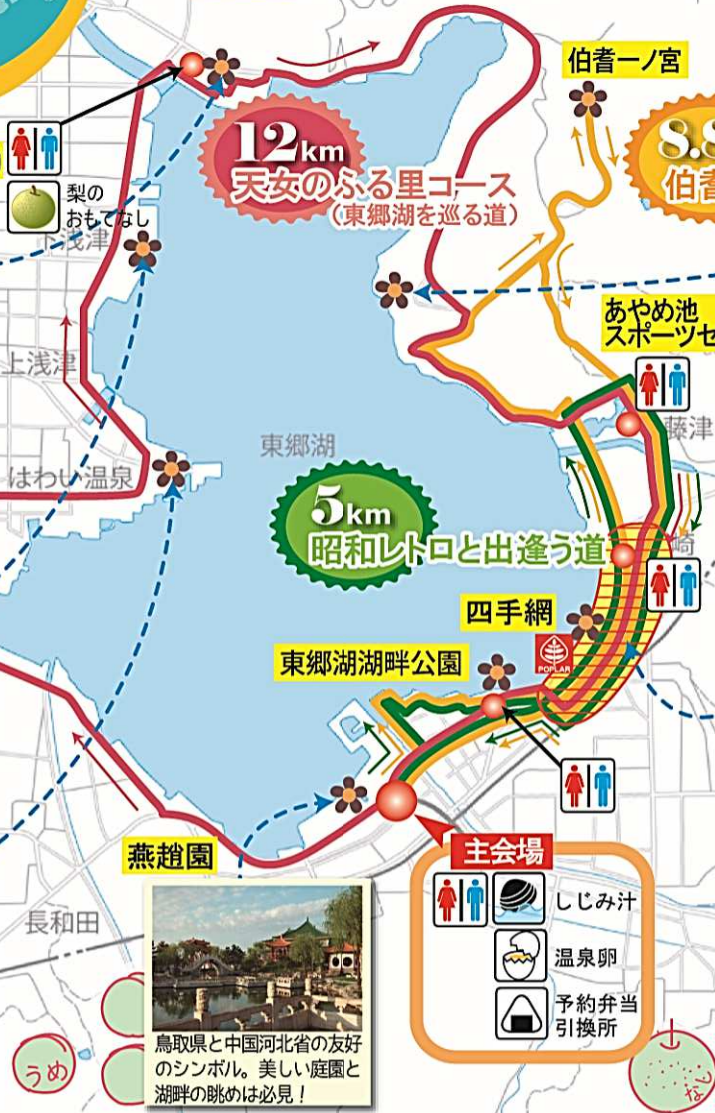 伯耆一ノ宮
12km
天女のふる里コース
（東郷湖を巡る道）
8.8
伯耆
梨の
おもてなし
下浅津
あやめ池
スポーツセ
上浅津
藤津
東郷湖
はわい温泉
5km
昭和レトロと出逢う道
崎
四手網
POPLAR
東郷湖湖畔公園
燕趙園
主会場
しじみ汁
長和田
温泉卵
予約弁当
引換所
鳥取県と中国河北省の友好
のシンボル。美しい庭園と
湖畔の眺めは必見！
うめ
なし